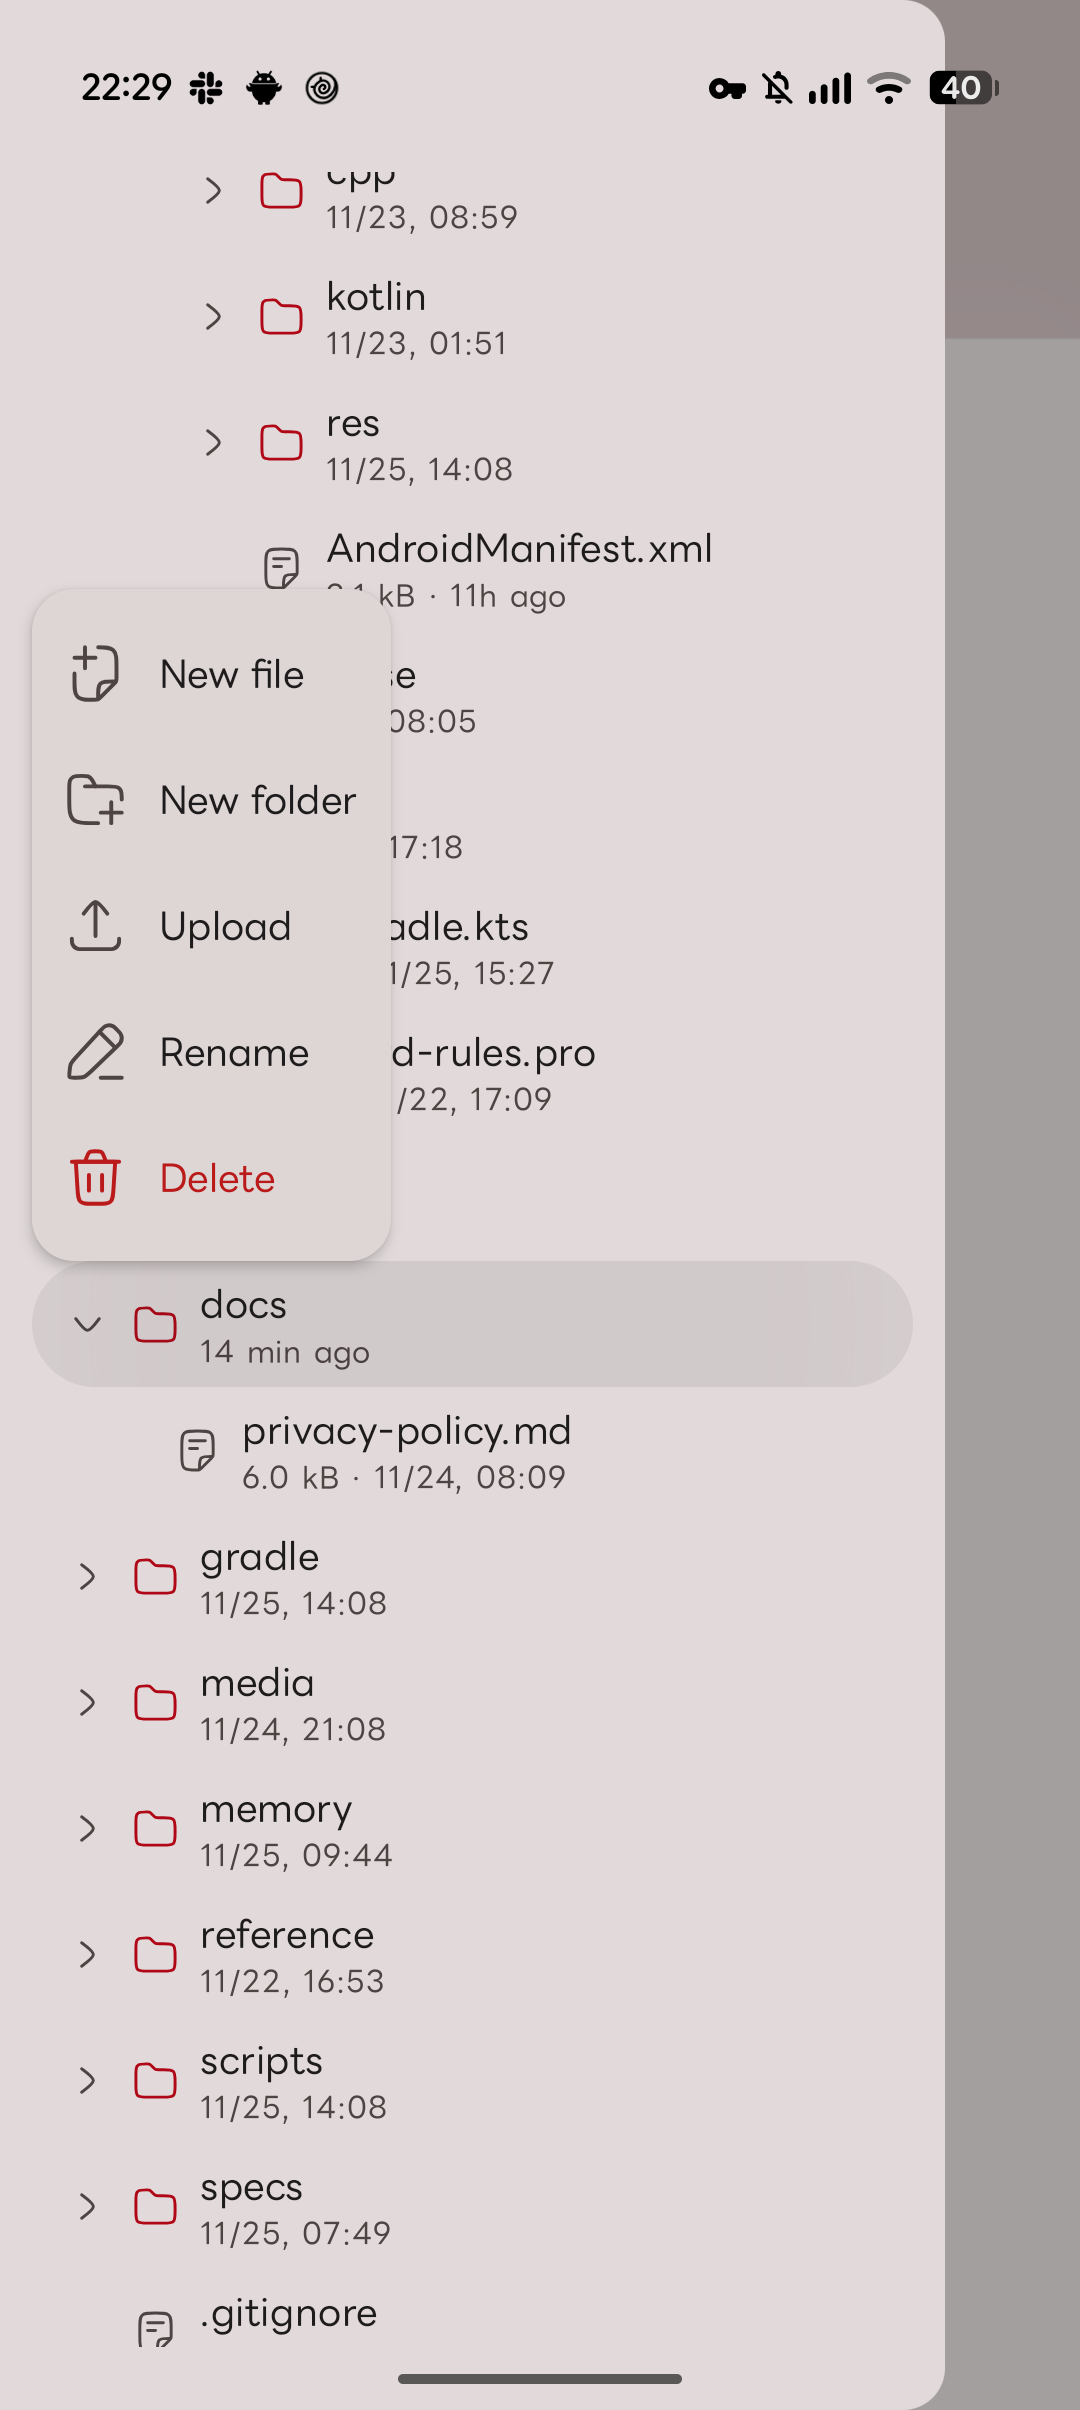 22:29
40
cpp
11/23, 08:59
kotlin
11/23, 01:51
res
11/25, 14:08
AndroidManifest.xml
kB · 11h ago
New file
08:05
New folder
17:18
Upload
adle.kts
1/25, 15:27
Rename
d-rules.pro
/22, 17:09
Delete
docs
14 min ago
privacy-policy.md
6.0 kB · 11/24, 08:09
gradle
11/25, 14:08
media
11/24, 21:08
memory
11/25, 09:44
reference
11/22, 16:53
scripts
11/25, 14:08
specs
11/25, 07:49
.gitignore